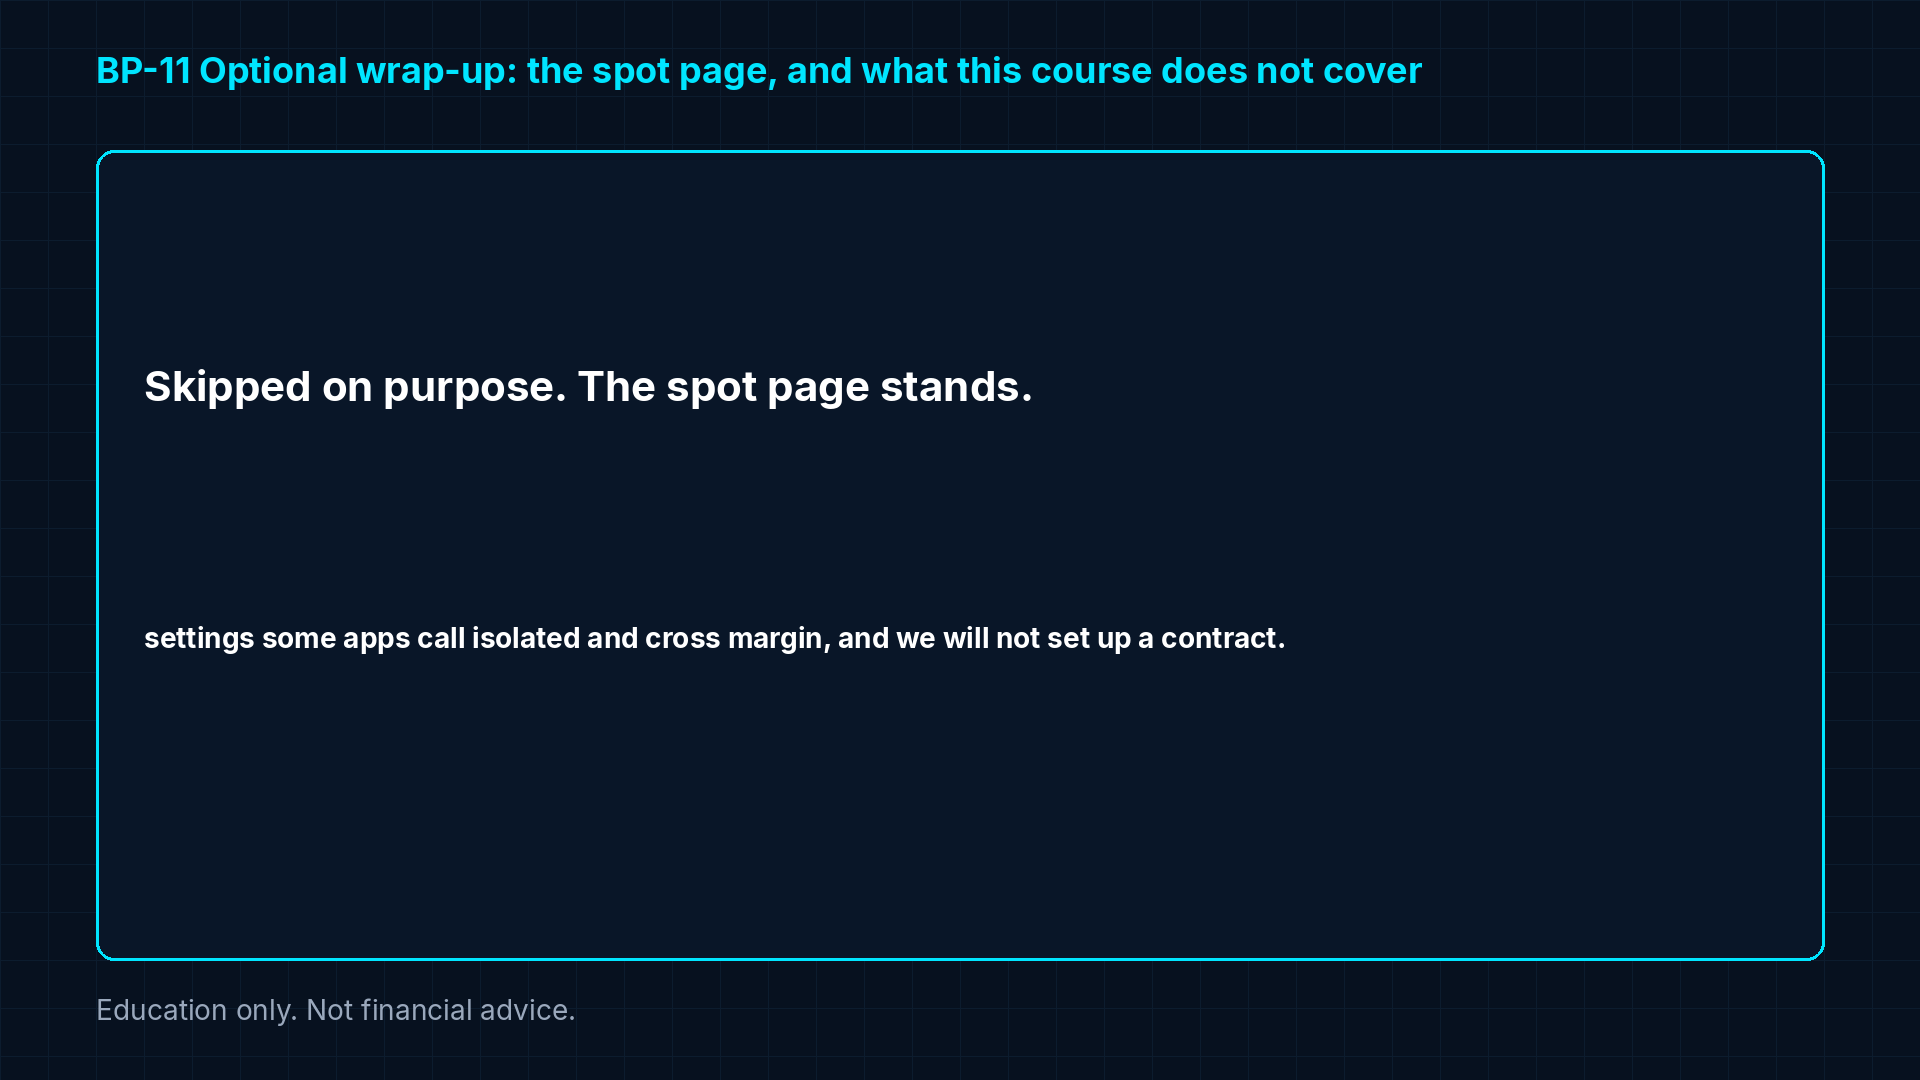 BP-11 Optional wrap-up: the spot page, and what this course does not cover
Skipped on purpose. The spot page stands.
settings some apps call isolated and cross margin, and we will not set up a contract.
Education only. Not financial advice.